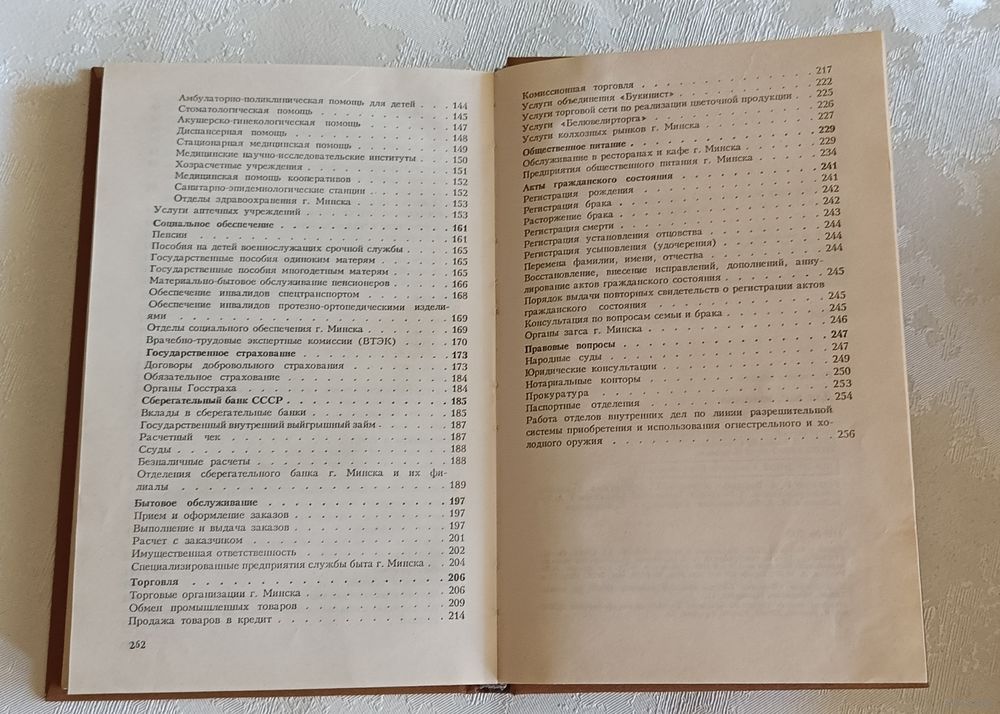 Амбулаторно-поликлиническая помощь для детей . . . 144
Стоматологическая помощь . . . . . . . . . 145
Акушерско-гинекологическая помощь . . . . . . 147
Диспансерная помощь . . . . . . . . . . . 148
Стационарная медицинская помощь . . . . . . . 149
Медицинские научно-исследовательские институты . . . 150
Хозрасчетные учреждения . . . . . . . . . . 151
Медицинская помощь кооперативов . . . . . . . 152
Санитарно-эпидемиологические станции . . . . . . 152
Отделы здравоохранения г. Минска . . . . . . . 153
Услуги аптечных учреждений . . . . . . . . . 153
Социальное обеспечение . . . . . . . . . . . 161
Пенсии . . . . . . . . . . . . . . . . 161
Пособия на детей военнослужащих срочной службы . . . 165
Государственные пособия одиноким матерям . . . . . 165
Государственные пособия многодетным матерям . . . . 165
Материально-бытовое обслуживание пенсионеров . . . . 166
Обеспечение инвалидов спецтранспортом . . . . . . 168
Обеспечение инвалидов протезно-ортопедическими издели-
ями . . . . . . . . . . . . . . . . . 169
Отделы социального обеспечения г. Минска . . . . . 169
Врачебно-трудовые экспертные комиссии (ВТЭК) . . . . 170
Государственное страхование . . . . . . . . . . 173
Договоры добровольного страхования . . . . . . . 173
Обязательное страхование . . . . . . . . . . 184
Органы Госстраха . . . . . . . . . . . . . 184
Сберегательный банк СССР . . . . . . . . . . . 185
Вклады в сберегательные банки . . . . . . . . . 185
Государственный внутренний выйгрышный займ . . . . . 187
Расчетный чек . . . . . . . . . . . . . . 187
Ссуды . . . . . . . . . . . . . . . . . 188
Безналичные расчеты . . . . . . . . . . . . 188
Отделения сберегательного банка г. Минска и их фи-
лиалы . . . . . . . . . . . . . . . . . 189
Бытовое обслуживание . . . . . . . . . . . . 197
Прием и оформление заказов . . . . . . . . . . 197
Выполнение и выдача заказов . . . . . . . . . . 197
Расчет с заказчиком . . . . . . . . . . . . 201
Имущественная ответственность . . . . . . . . . 202
Специализированные предприятия службы быта г. Минска . . 204
Торговля . . . . . . . . . . . . . . . . 206
Торговые организации г. Минска . . . . . . . . . 206
Обмен промышленных товаров . . . . . . . . . . 209
Продажа товаров в кредит . . . . . . . . . . . 214
262
Комиссионная торговля . . . . . . . . . . . 217
Услуги объединения «Букинист» . . . . . . . . . 222
Услуги торговой сети по реализации цветочной продукции . . 225
Услуги «Белювелирторга» . . . . . . . . . . . 226
Услуги колхозных рынков г. Минска . . . . . . . . 227
Общественное питание . . . . . . . . . . . . 229
Обслуживание в ресторанах и кафе г. Минска . . . . . 229
Предприятия общественного питания г. Минска . . . . . 234
Акты гражданского состояния . . . . . . . . . . 241
Регистрация рождения . . . . . . . . . . . . 241
Регистрация брака . . . . . . . . . . . . . 242
Расторжение брака . . . . . . . . . . . . . 242
Регистрация смерти . . . . . . . . . . . . . 243
Регистрация установления отцовства . . . . . . . . 244
Регистрация усыновления (удочерения) . . . . . . . 244
Перемена фамилии, имени, отчества . . . . . . . . 244
Восстановление, внесение исправлений, дополнений, анну-
лирование актов гражданского состояния . . . . . . 245
Порядок выдачи повторных свидетельств о регистрации актов
гражданского состояния . . . . . . . . . . . 245
Консультация по вопросам семьи и брака . . . . . . 245
Органы загса г. Минска . . . . . . . . . . . 246
Правовые вопросы . . . . . . . . . . . . . 247
Народные суды . . . . . . . . . . . . . . 247
Юридические консультации . . . . . . . . . . 249
Нотариальные конторы . . . . . . . . . . . . 250
Прокуратура . . . . . . . . . . . . . . . 253
Паспортные отделения . . . . . . . . . . . . 254
Работа отделов внутренних дел по линии разрешительной
системы приобретения и использования огнестрельного и хо-
лодного оружия . . . . . . . . . . . . . . 256